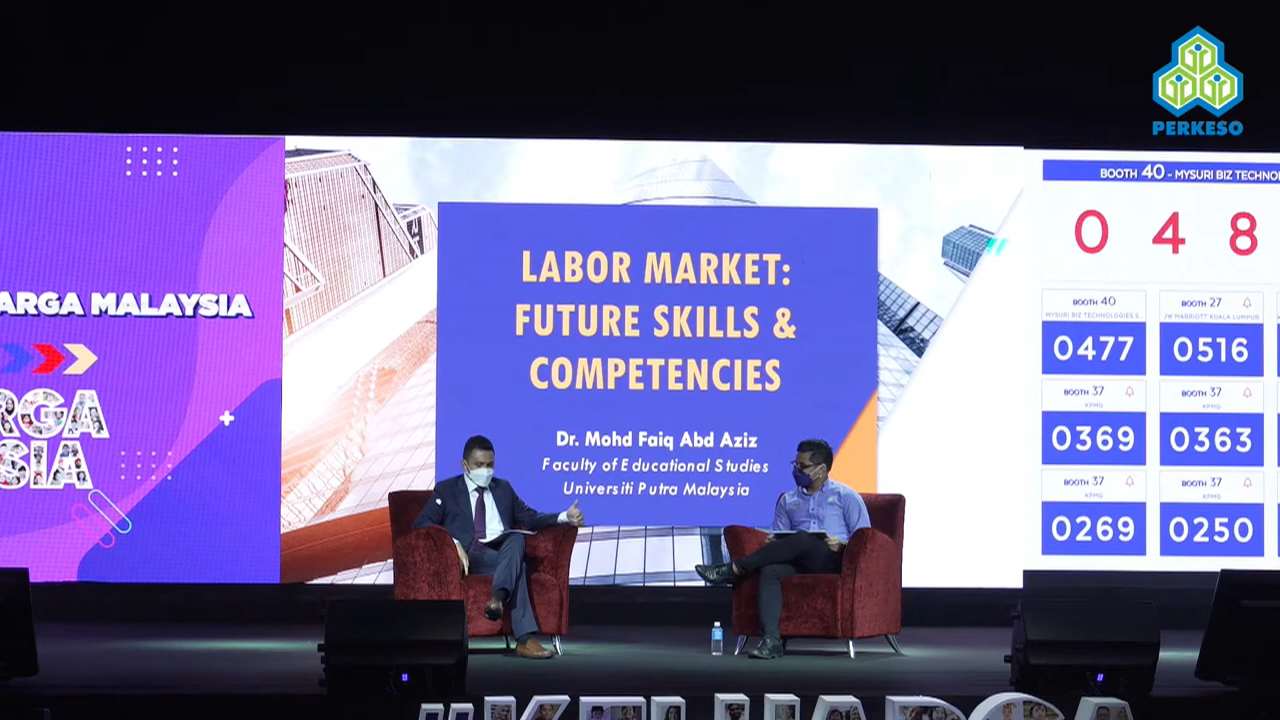 PERKESO
ARGA MALAYSIA
RGA
SIA
LABOR MARKET:
FUTURE SKILLS &
COMPETENCIES
Dr. Mohd Faiq Abd Aziz
Faculty of Educational Studies
Universiti Putra Malaysia
BOOTH 40 - MYSURI BIZ TECHNO
0 4 8
BOOTH 40
MYSURI BIZ TECHNOLOGIES S...
0477
BOOTH 27
JW MARRIOTT KUALA LUMPUR
0516
BOOTH 37
KPMG
0369
BOOTH 37
KPMG
0363
BOOTH 37
KPMG
0269
BOOTH 37
KPMG
0250
#KELUARGA